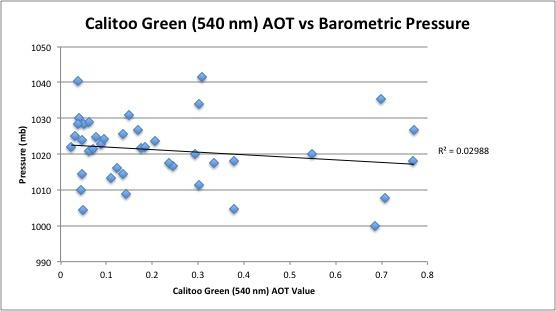 Calitoo Green (540 nm) AOT vs Barometric Pressure
1050
1040
1030
1020
1010
1000
990
Pressure (mb)
R² = 0.02988
0 0.1 0.2 0.3 0.4 0.5 0.6 0.7 0.8
Calitoo Green (540 nm) AOT Value